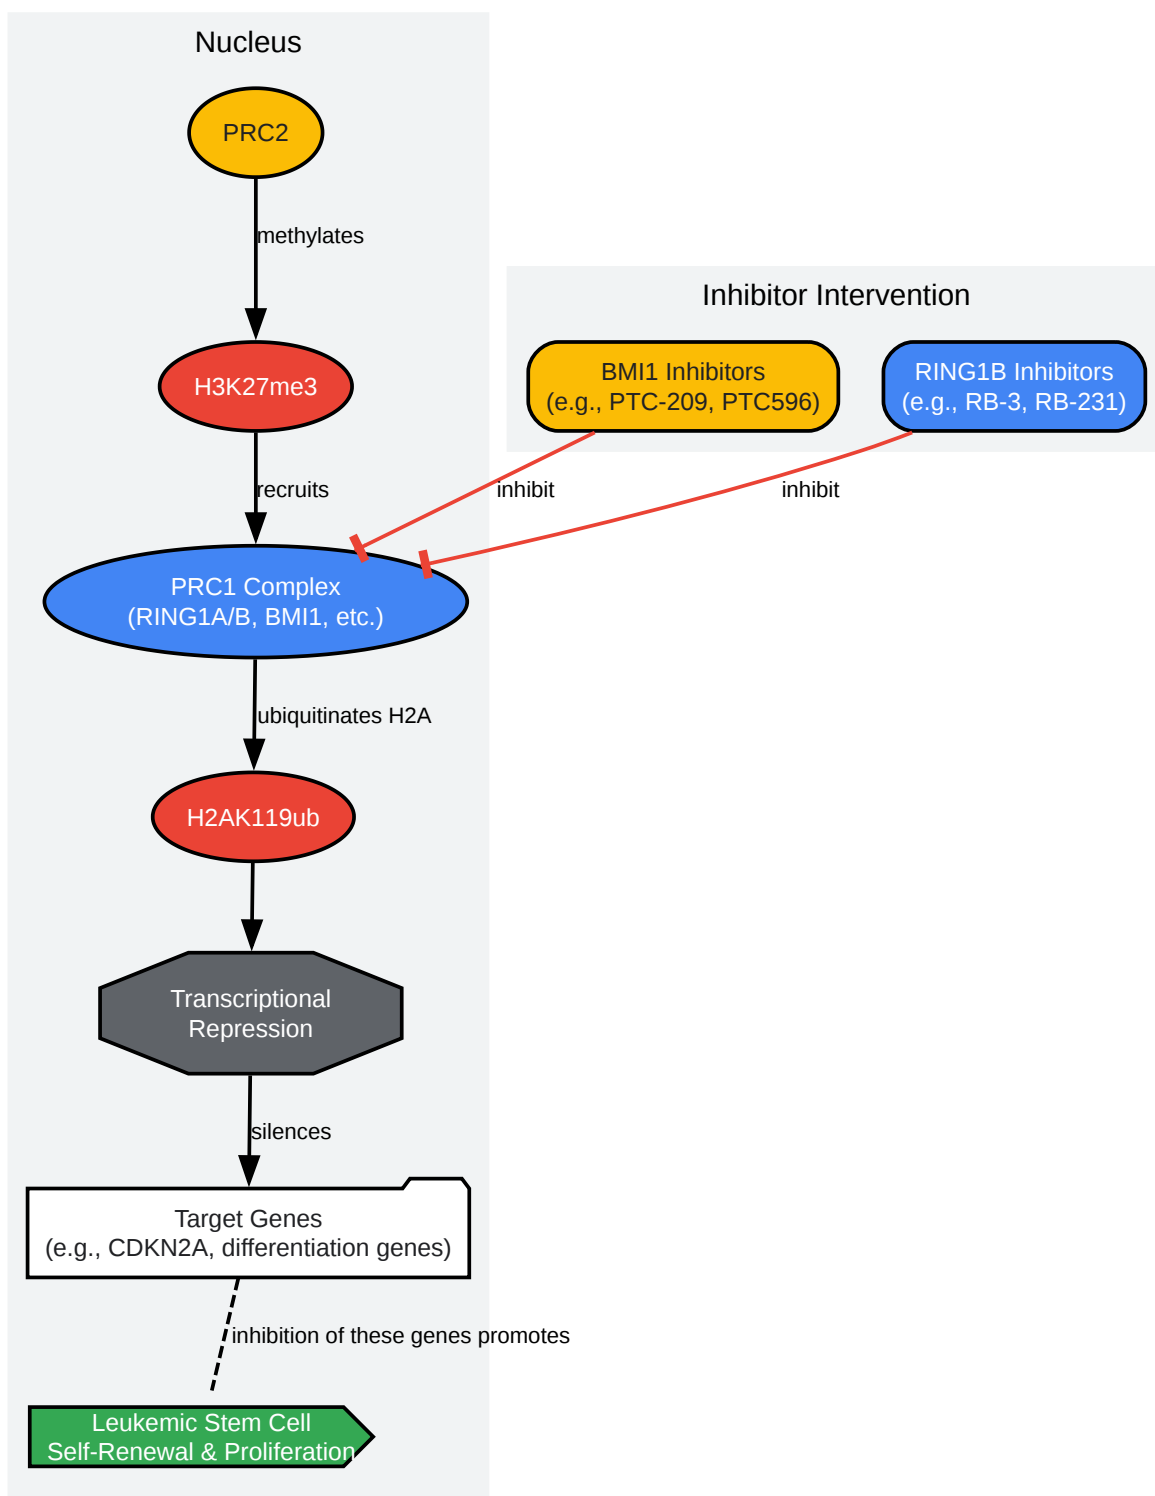 Nucleus
PRC2
methylates
Inhibitor Intervention
H3K27me3
BMI1 Inhibitors
(e.g., PTC-209, PTC596)
RING1B Inhibitors
(e.g., RB-3, RB-231)
recruits
inhibit
inhibit
PRC1 Complex
(RING1A/B, BMI1, etc.)
ubiquitinates H2A
H2AK119ub
Transcriptional
Repression
silences
Target Genes
(e.g., CDKN2A, differentiation genes)
inhibition of these genes promotes
Leukemic Stem Cell
Self-Renewal & Proliferation